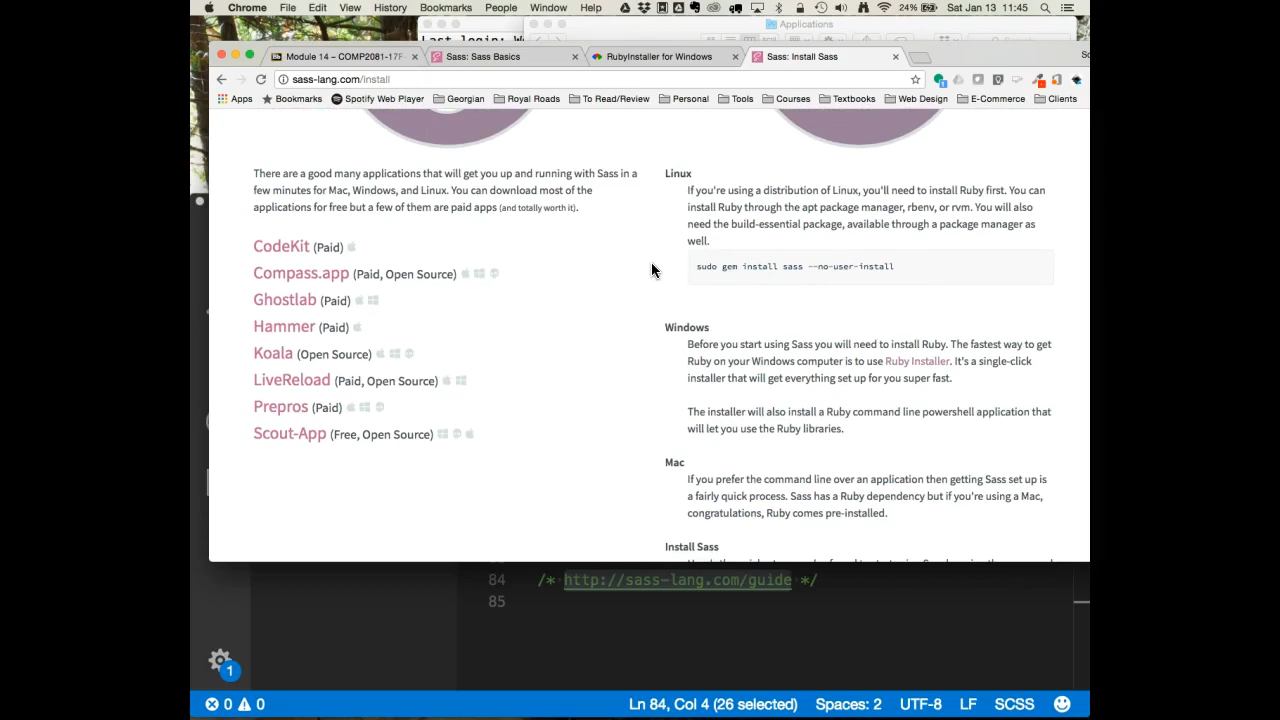 Chrome File Edit View History Bookmarks People Window Help 24% Sat Jan 13 11:45
Applications
Last login: We
Module 14 – COMP2081-17F Sass: Sass Basics RubyInstaller for Windows Sass: Install Sass
sass-lang.com/install
Apps Bookmarks Spotify Web Player Georgian Royal Roads To Read/Review Personal Tools Courses Textbooks Web Design E-Commerce Clients
There are a good many applications that will get you up and running with Sass in a
few minutes for Mac, Windows, and Linux. You can download most of the
applications for free but a few of them are paid apps (and totally worth it).
CodeKit (Paid)
Compass.app (Paid, Open Source)
Ghostlab (Paid)
Hammer (Paid)
Koala (Open Source)
LiveReload (Paid, Open Source)
Prepros (Paid)
Scout-App (Free, Open Source)
Linux
If you're using a distribution of Linux, you'll need to install Ruby first. You can
install Ruby through the apt package manager, rbenv, or rvm. You will also
need the build-essential package, available through a package manager as
well.
sudo gem install sass --no-user-install
Windows
Before you start using Sass you will need to install Ruby. The fastest way to get
Ruby on your Windows computer is to use Ruby Installer. It's a single-click
installer that will get everything set up for you super fast.
The installer will also install a Ruby command line powershell application that
will let you use the Ruby libraries.
Mac
If you prefer the command line over an application then getting Sass set up is
a fairly quick process. Sass has a Ruby dependency but if you're using a Mac,
congratulations, Ruby comes pre-installed.
Install Sass
84 /* http://sass-lang.com/guide */
85
1
0 0 Ln 84, Col 4 (26 selected) Spaces: 2 UTF-8 LF SCSS